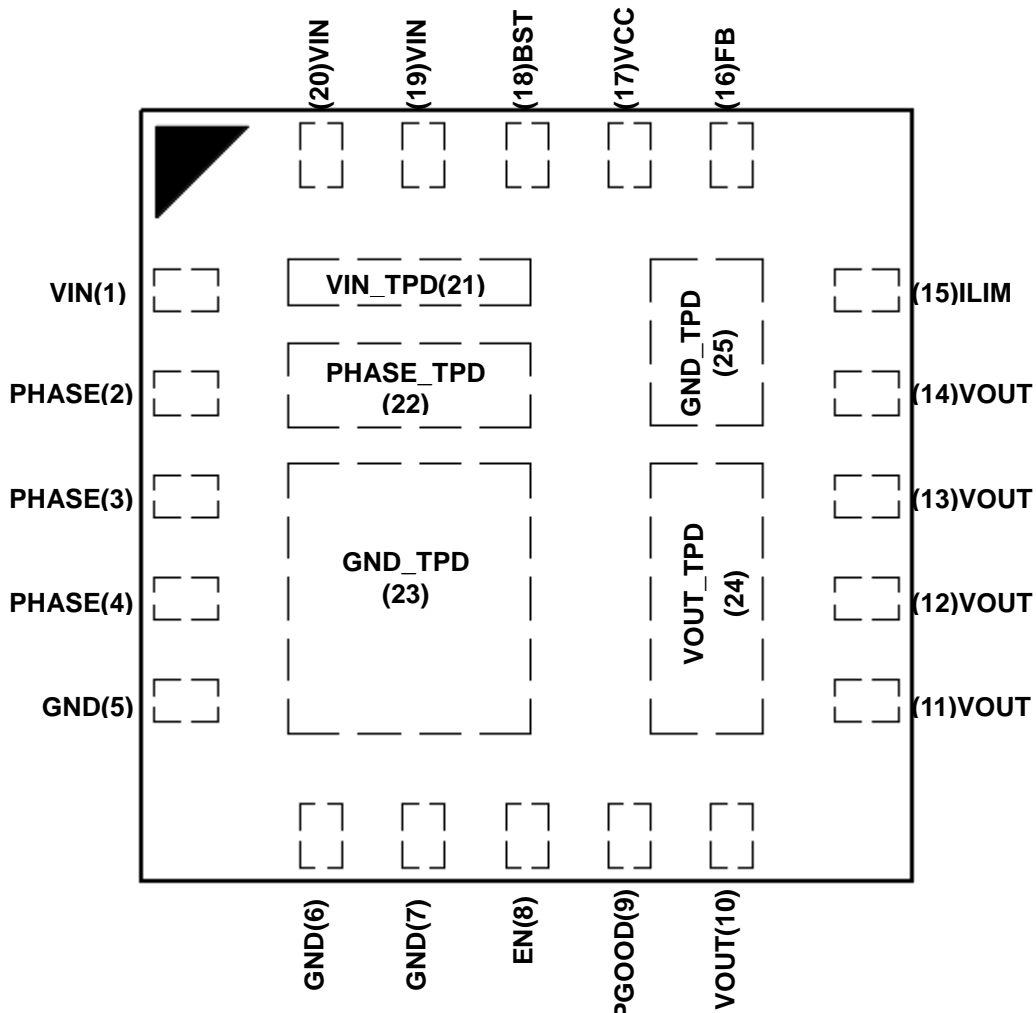 (20)VIN
(19)VIN
(18)BST
(17)VCC
(16)FB
VIN(1)
PHASE(2)
PHASE(3)
PHASE(4)
GND(5)
VIN_TPD(21)
PHASE_TPD
(22)
GND_TPD
(23)
GND_TPD
(25)
VOUT_TPD
(24)
(15)ILIM
(14)VOUT
(13)VOUT
(12)VOUT
(11)VOUT
GND(6)
GND(7)
EN(8)
PGOOD(9)
VOUT(10)